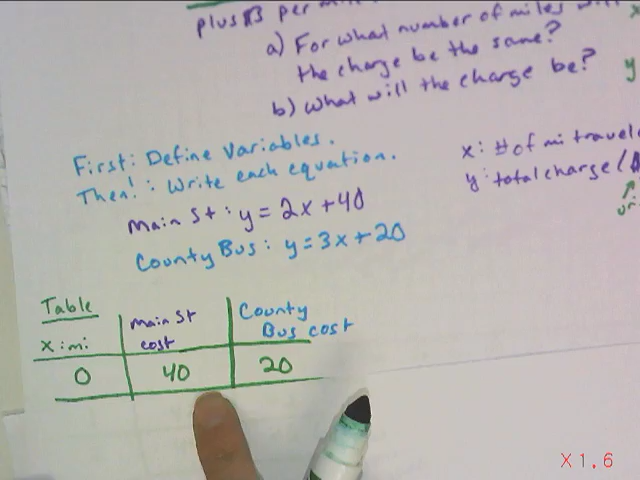 plus $3 per
a) For what number of miles will
the charge be the same?
b) What will the charge be?
y
First: Define Variables.
Then!: Write each equation.
x: # of mi travel
y: total charge (
Main St: y = 2x + 40
County Bus: y = 3x + 20
Table
x: mi
Main St
cost
County
Bus cost
0 40 20
X1.6